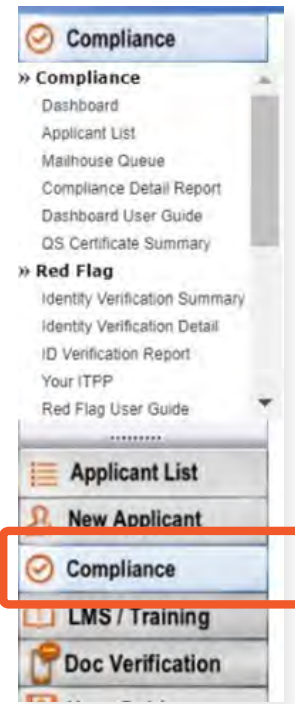 Compliance
» Compliance
Dashboard
Applicant List
Mailhouse Queue
Compliance Detail Report
Dashboard User Guide
QS Certificate Summary
» Red Flag
Identity Verification Summary
Identity Verification Detail
ID Verification Report
Your ITPP
Red Flag User Guide
Applicant List
New Applicant
Compliance
LMS / Training
Doc Verification